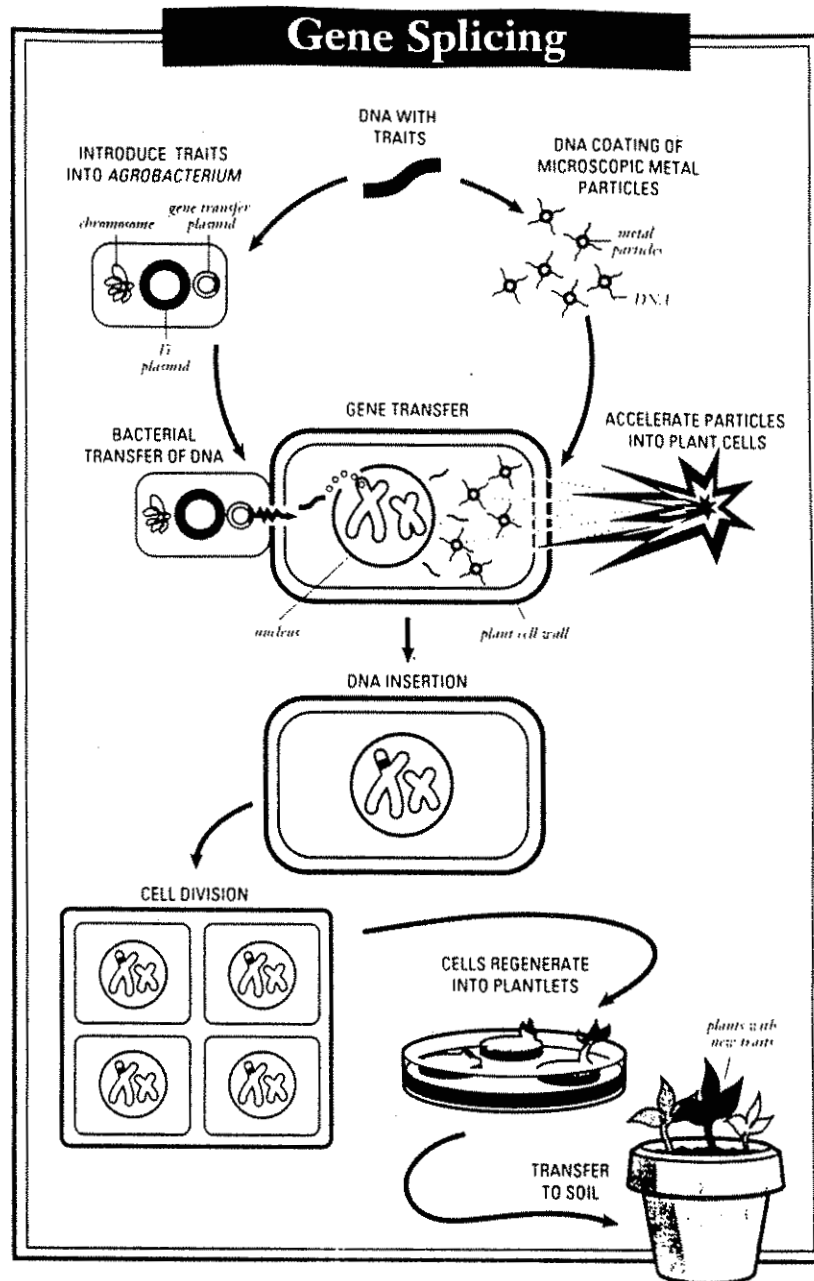 Gene Splicing
DNA WITH
TRAITS
INTRODUCE TRAITS
INTO AGROBACTERIUM
DNA COATING OF
MICROSCOPIC METAL
PARTICLES
chromosome
gene transfer
plasmid
metal
particles
DNA
Ti
plasmid
GENE TRANSFER
BACTERIAL
TRANSFER OF DNA
ACCELERATE PARTICLES
INTO PLANT CELLS
nucleus
plant cell wall
DNA INSERTION
CELL DIVISION
CELLS REGENERATE
INTO PLANTLETS
plants with
new traits
TRANSFER
TO SOIL